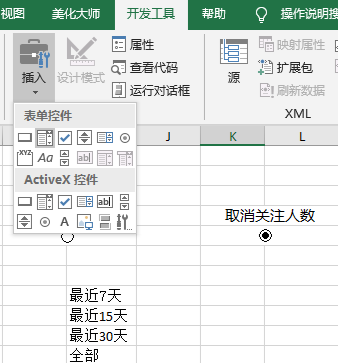 视图 美化大师 开发工具 帮助 操作说明搜
插入 设计模式 属性 查看代码 运行对话框 源 映射属性 扩展包 刷新数据
XML
表单控件
XYZ Aa ab|
ActiveX 控件
ab|
A
J K L
取消关注人数
最近7天
最近15天
最近30天
全部